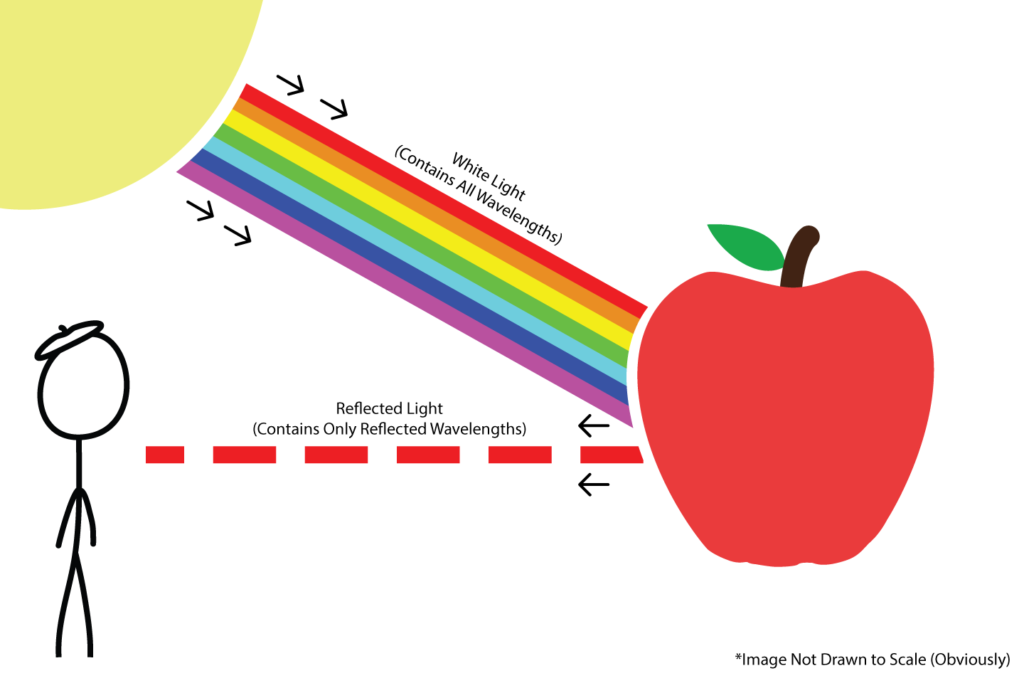 White Light
(Contains All Wavelengths)
Reflected Light
(Contains Only Reflected Wavelengths)
*Image Not Drawn to Scale (Obviously)